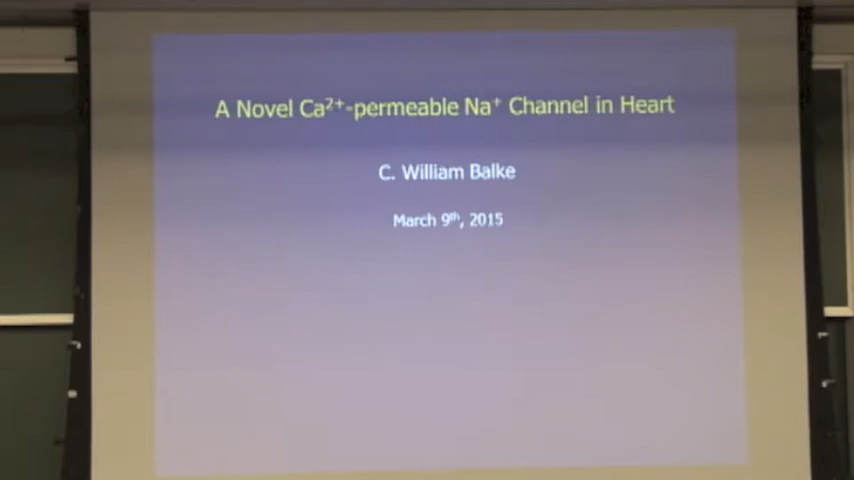 A Novel Ca²⁺-permeable Na⁺ Channel in Heart
C. William Balke
March 9ᵗʰ, 2015